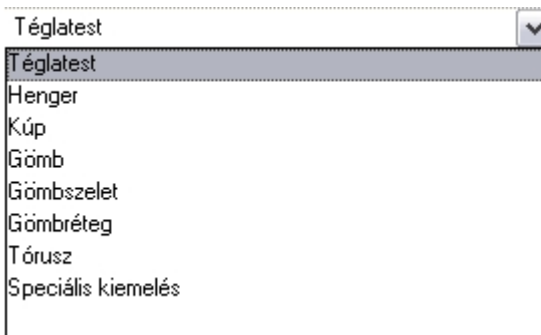 Téglatest
Téglatest
Henger
Kúp
Gömb
Gömbszelet
Gömbréteg
Tórusz
Speciális kiemelés